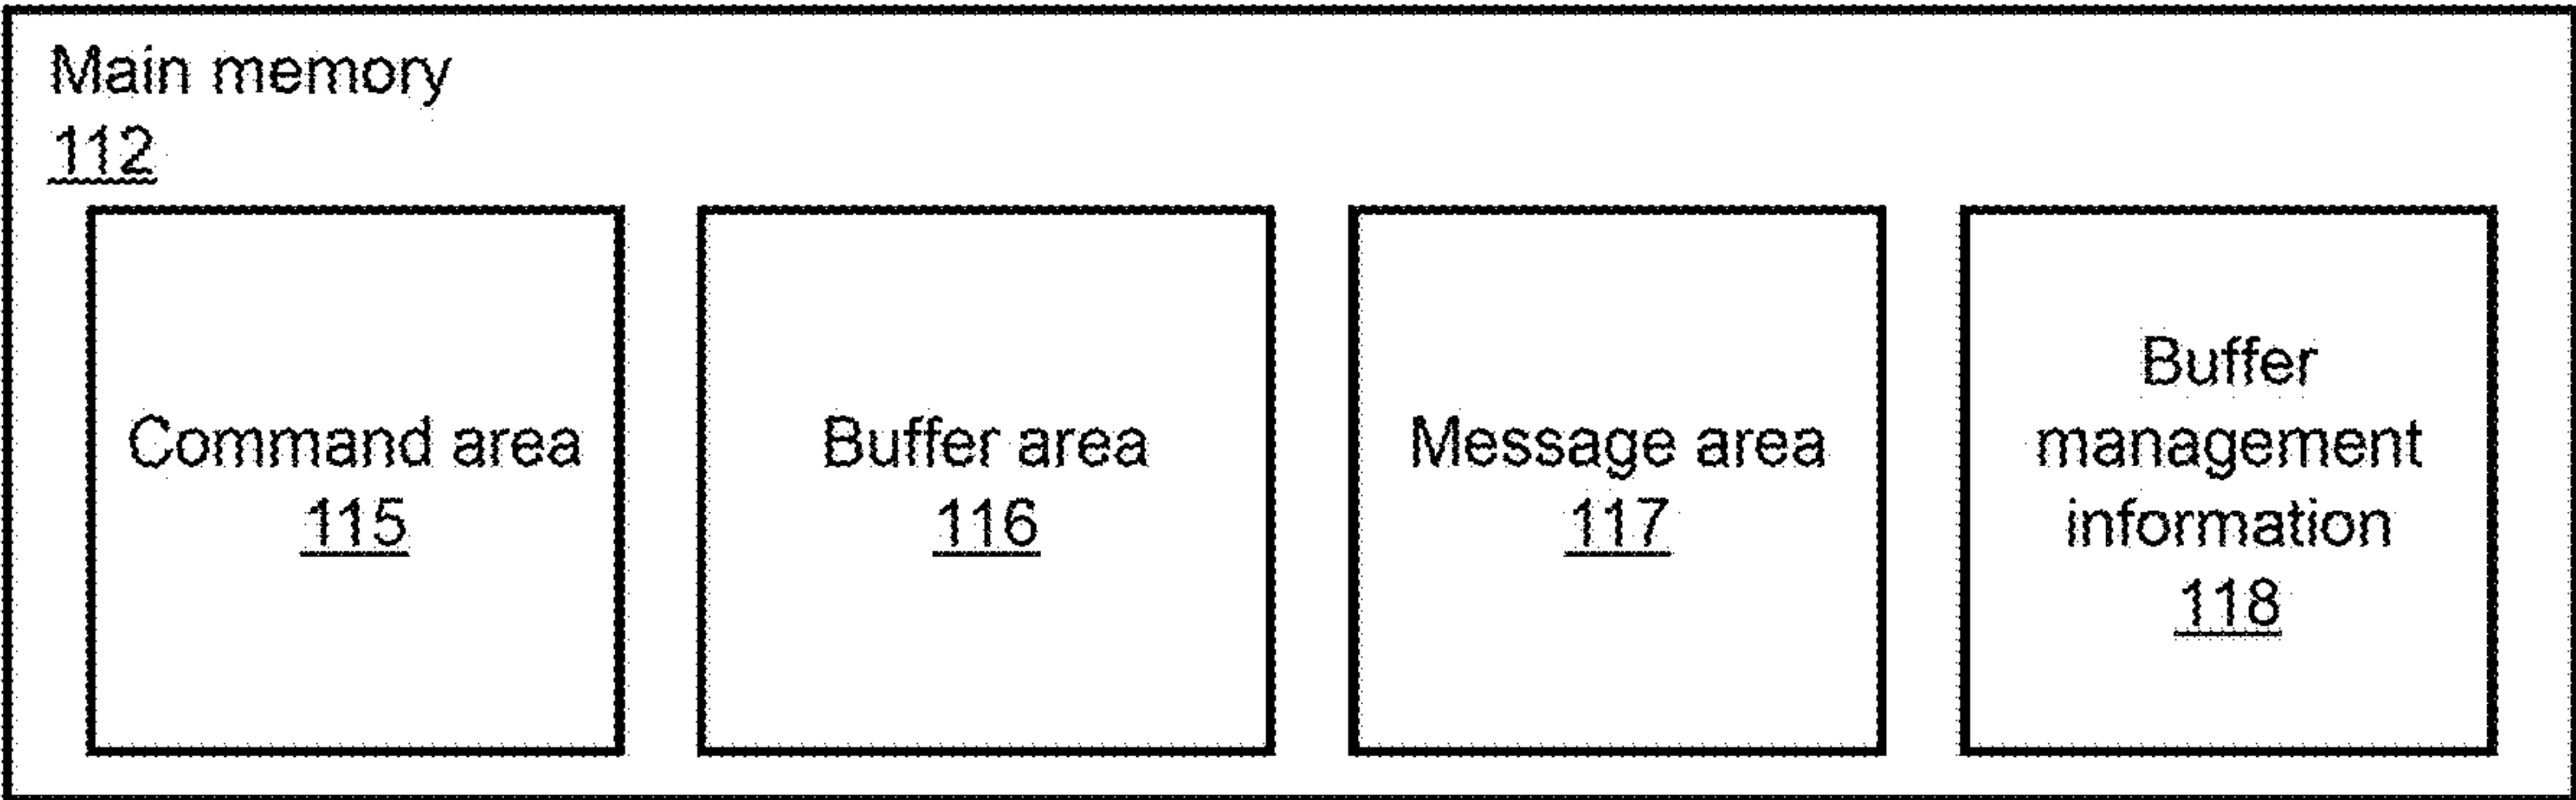 Main memory
112
Command area
115
Buffer area
116
Message area
117
Buffer
management
information
118